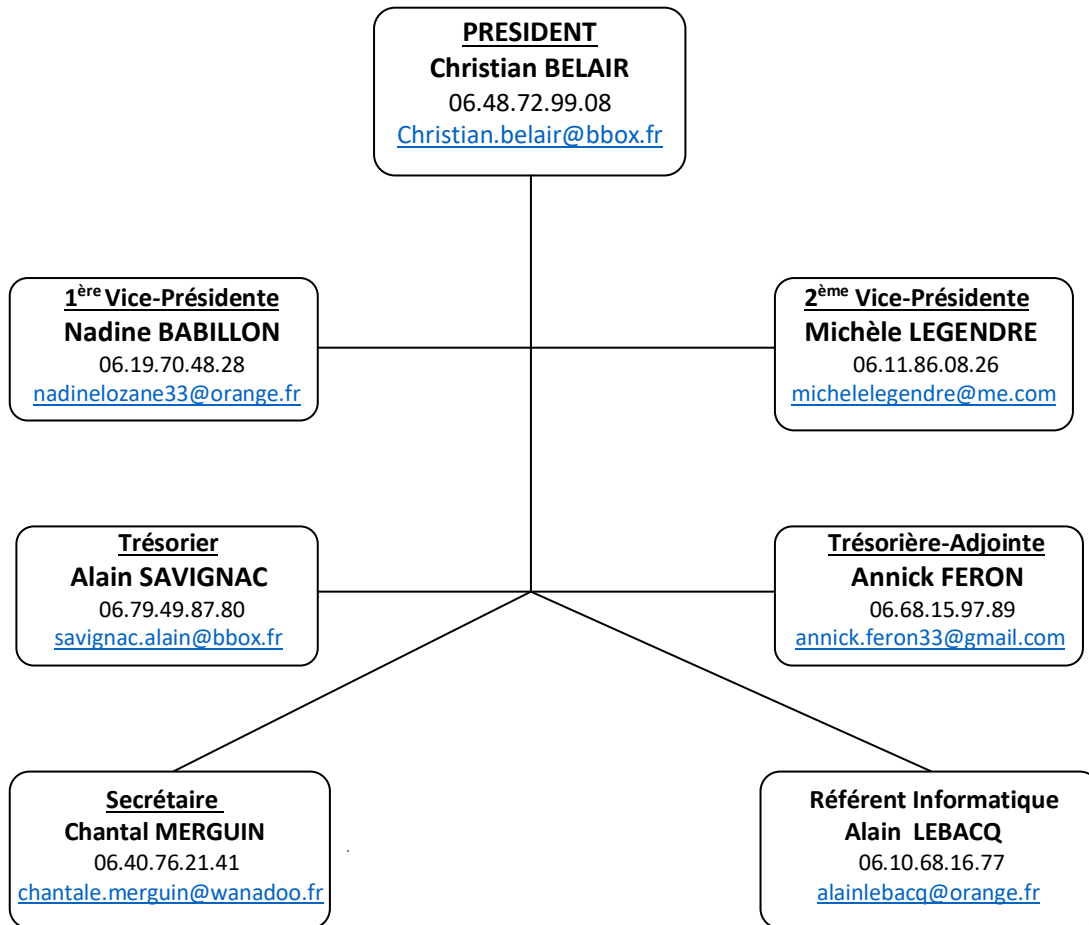 PRESIDENT
Christian BELAIR
06.48.72.99.08
Christian.belair@bbox.fr
1ère Vice-Présidente
Nadine BABILLON
06.19.70.48.28
nadinelozane33@orange.fr
2ème Vice-Présidente
Michèle LEGENDRE
06.11.86.08.26
michelelegendre@me.com
Trésorier
Alain SAVIGNAC
06.79.49.87.80
savignac.alain@bbox.fr
Trésorière-Adjointe
Annick FERON
06.68.15.97.89
annick.feron33@gmail.com
Secrétaire
Chantal MERGUIN
06.40.76.21.41
chantale.merguin@wanadoo.fr
Référent Informatique
Alain LEBACQ
06.10.68.16.77
alainlebacq@orange.fr